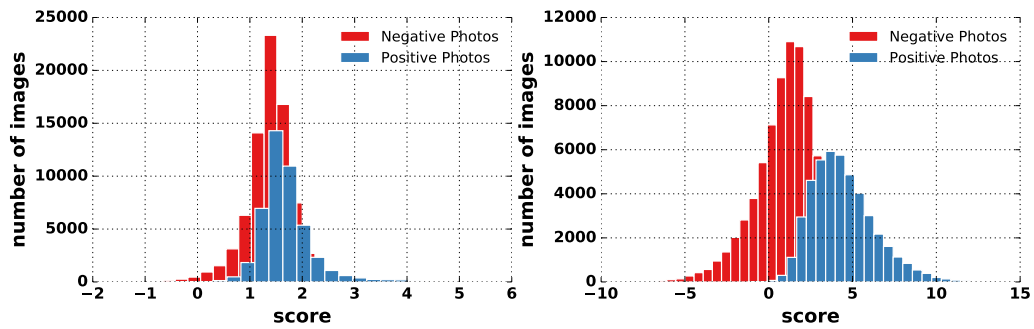 25000
20000
15000
10000
5000
0
number of images
Negative Photos
Positive Photos
−2 −1 0 1 2 3 4 5 6
score
12000
10000
8000
6000
4000
2000
0
number of images
Negative Photos
Positive Photos
−10 −5 0 5 10 15
score